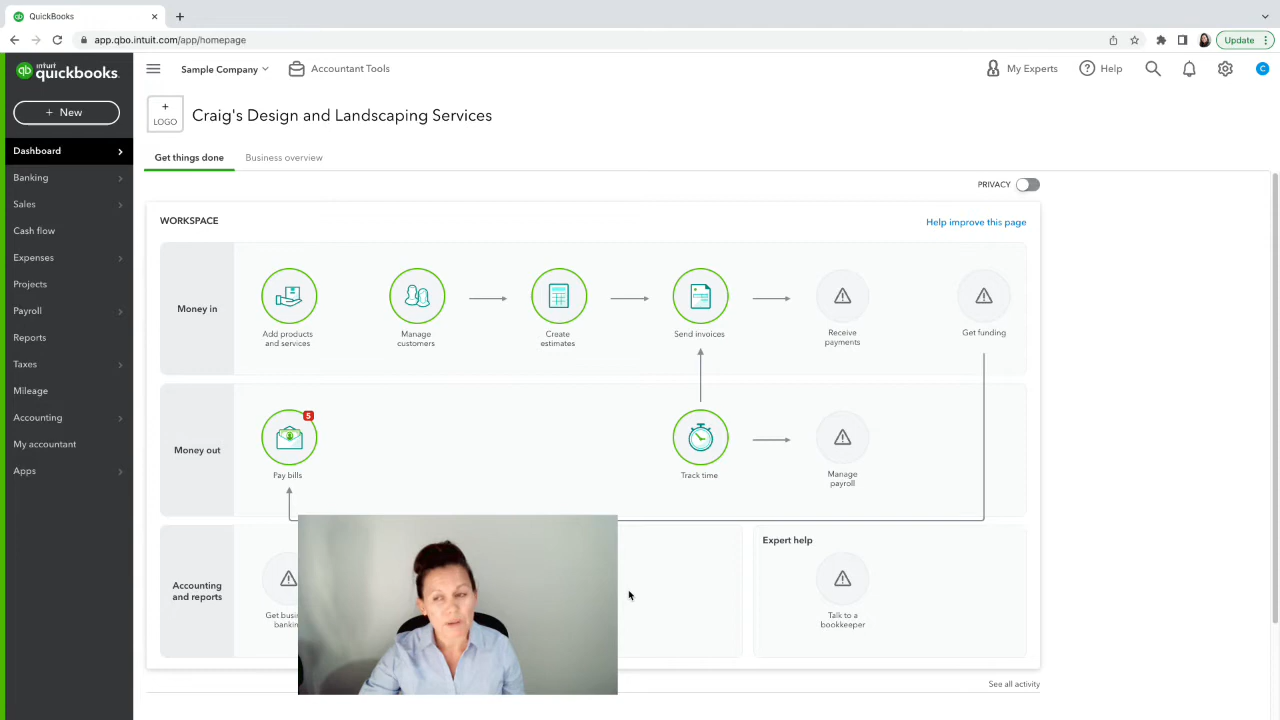 QuickBooks
app.qbo.intuit.com/app/homepage
Update
intuit
quickbooks.
Sample Company
Accountant Tools
My Experts
Help
C
+ New
+
LOGO
Craig's Design and Landscaping Services
Dashboard
Banking
Sales
Cash flow
Expenses
Projects
Payroll
Reports
Taxes
Mileage
Accounting
My accountant
Apps
Get things done
Business overview
PRIVACY
WORKSPACE
Help improve this page
Money in
Add products
and services
Manage
customers
Create
estimates
Send invoices
Receive
payments
Get funding
Money out
5
Pay bills
Track time
Manage
payroll
Accounting
and reports
Get busi
banki
Expert help
Talk to a
bookkeeper
See all activity